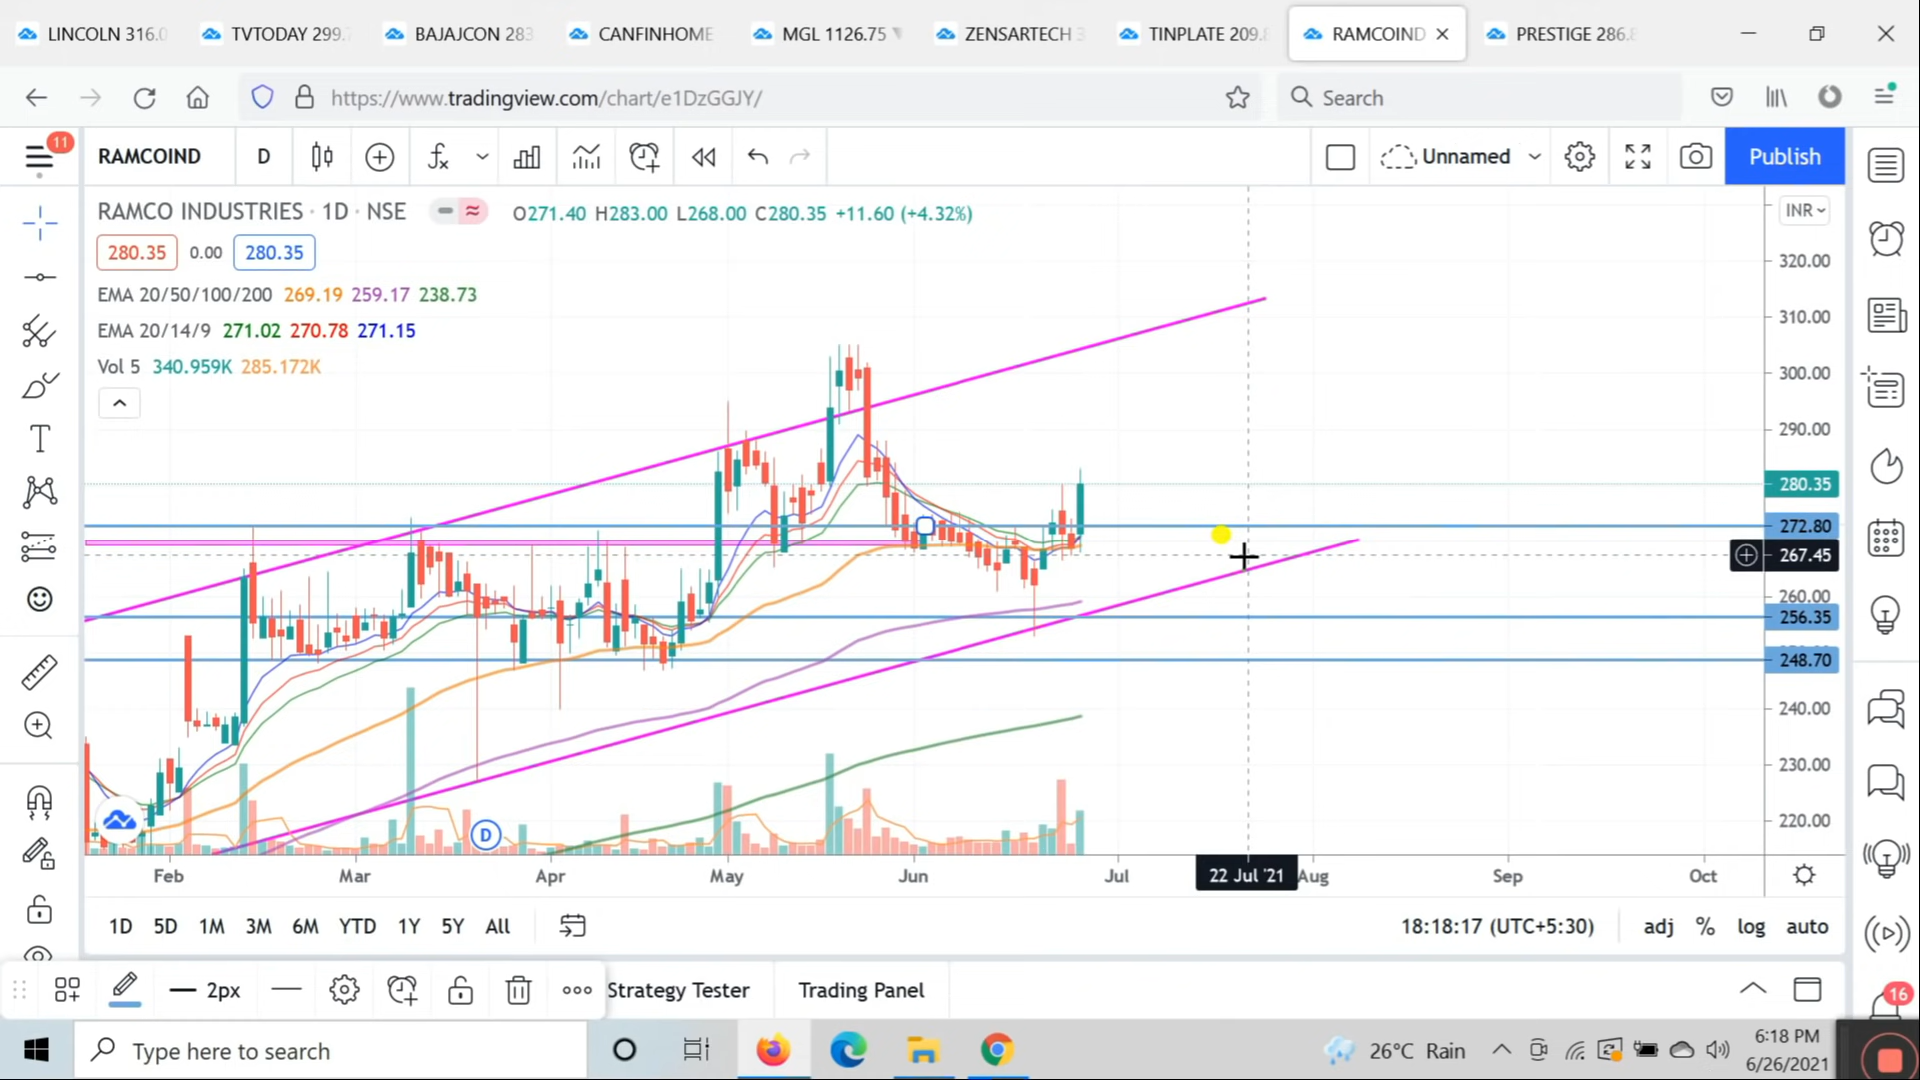 LINCOLN 316.0
TVTODAY 299.
BAJAJCON 283
CANFINHOME
MGL 1126.75
ZENSARTECH 3
TINPLATE 209.8
RAMCOIND
PRESTIGE 286.8
https://www.tradingview.com/chart/e1DzGGJY/
Search
11
RAMCOIND
D
Unnamed
Publish
RAMCO INDUSTRIES · 1D · NSE
O271.40 H283.00 L268.00 C280.35 +11.60 (+4.32%)
INR
280.35
0.00
280.35
EMA 20/50/100/200 269.19 259.17 238.73
EMA 20/14/9 271.02 270.78 271.15
Vol 5 340.959K 285.172K
320.00
310.00
300.00
290.00
280.35
272.80
267.45
260.00
256.35
248.70
240.00
230.00
220.00
D
Feb
Mar
Apr
May
Jun
Jul
22 Jul '21
Aug
Sep
Oct
1D
5D
1M
3M
6M
YTD
1Y
5Y
All
18:18:17 (UTC+5:30)
adj
%
log
auto
2px
Strategy Tester
Trading Panel
16
Type here to search
26°C Rain
6:18 PM
6/26/2021